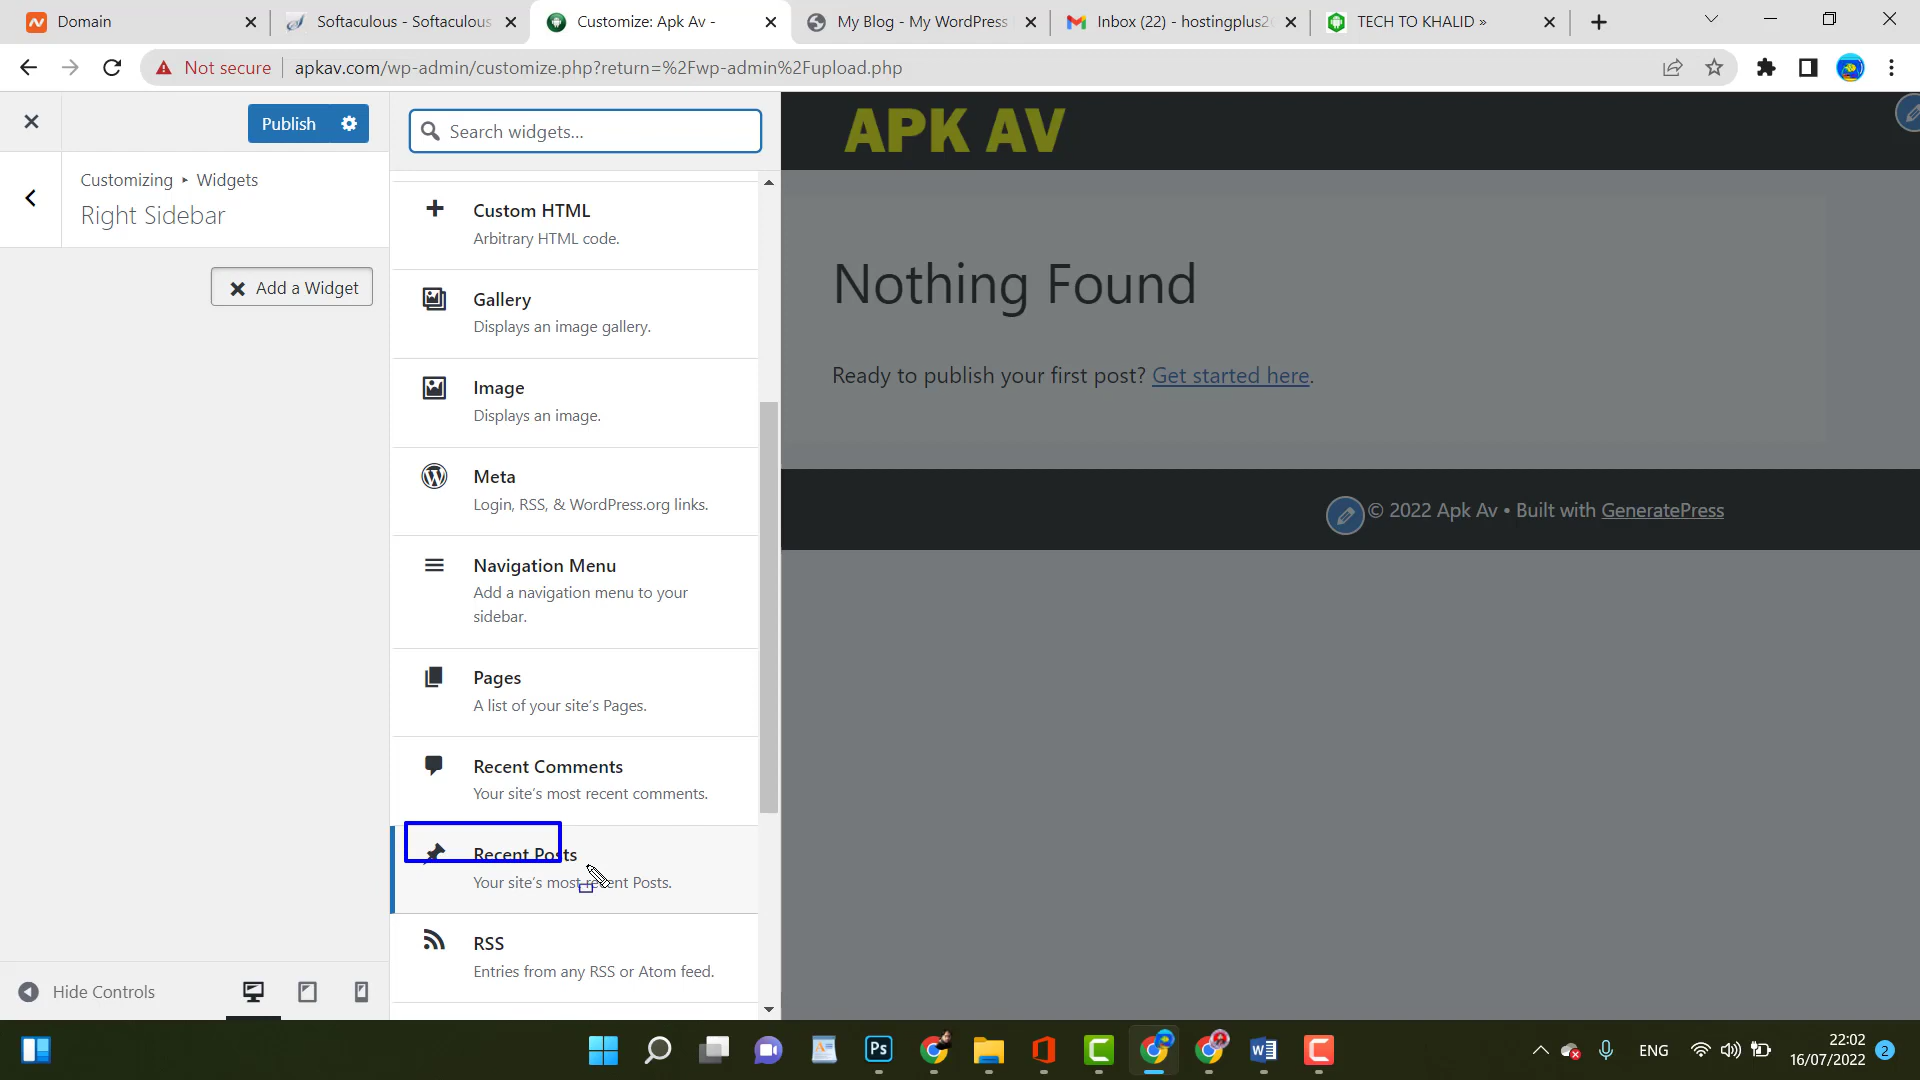 Domain
Softaculous - Softaculous
Customize: Apk Av -
My Blog - My WordPress
Inbox (22) - hostingplus2
TECH TO KHALID »
Not secure
apkav.com/wp-admin/customize.php?return=%2Fwp-admin%2Fupload.php
Publish
Customizing ▸ Widgets
Right Sidebar
Add a Widget
Search widgets...
Custom HTML
Arbitrary HTML code.
Gallery
Displays an image gallery.
Image
Displays an image.
Meta
Login, RSS, & WordPress.org links.
Navigation Menu
Add a navigation menu to your
sidebar.
Pages
A list of your site's Pages.
Recent Comments
Your site's most recent comments.
Recent Posts
Your site's most recent Posts.
RSS
Entries from any RSS or Atom feed.
Hide Controls
APK AV
Nothing Found
Ready to publish your first post? Get started here.
© 2022 Apk Av • Built with GeneratePress
Ps
ENG
22:02
16/07/2022
2